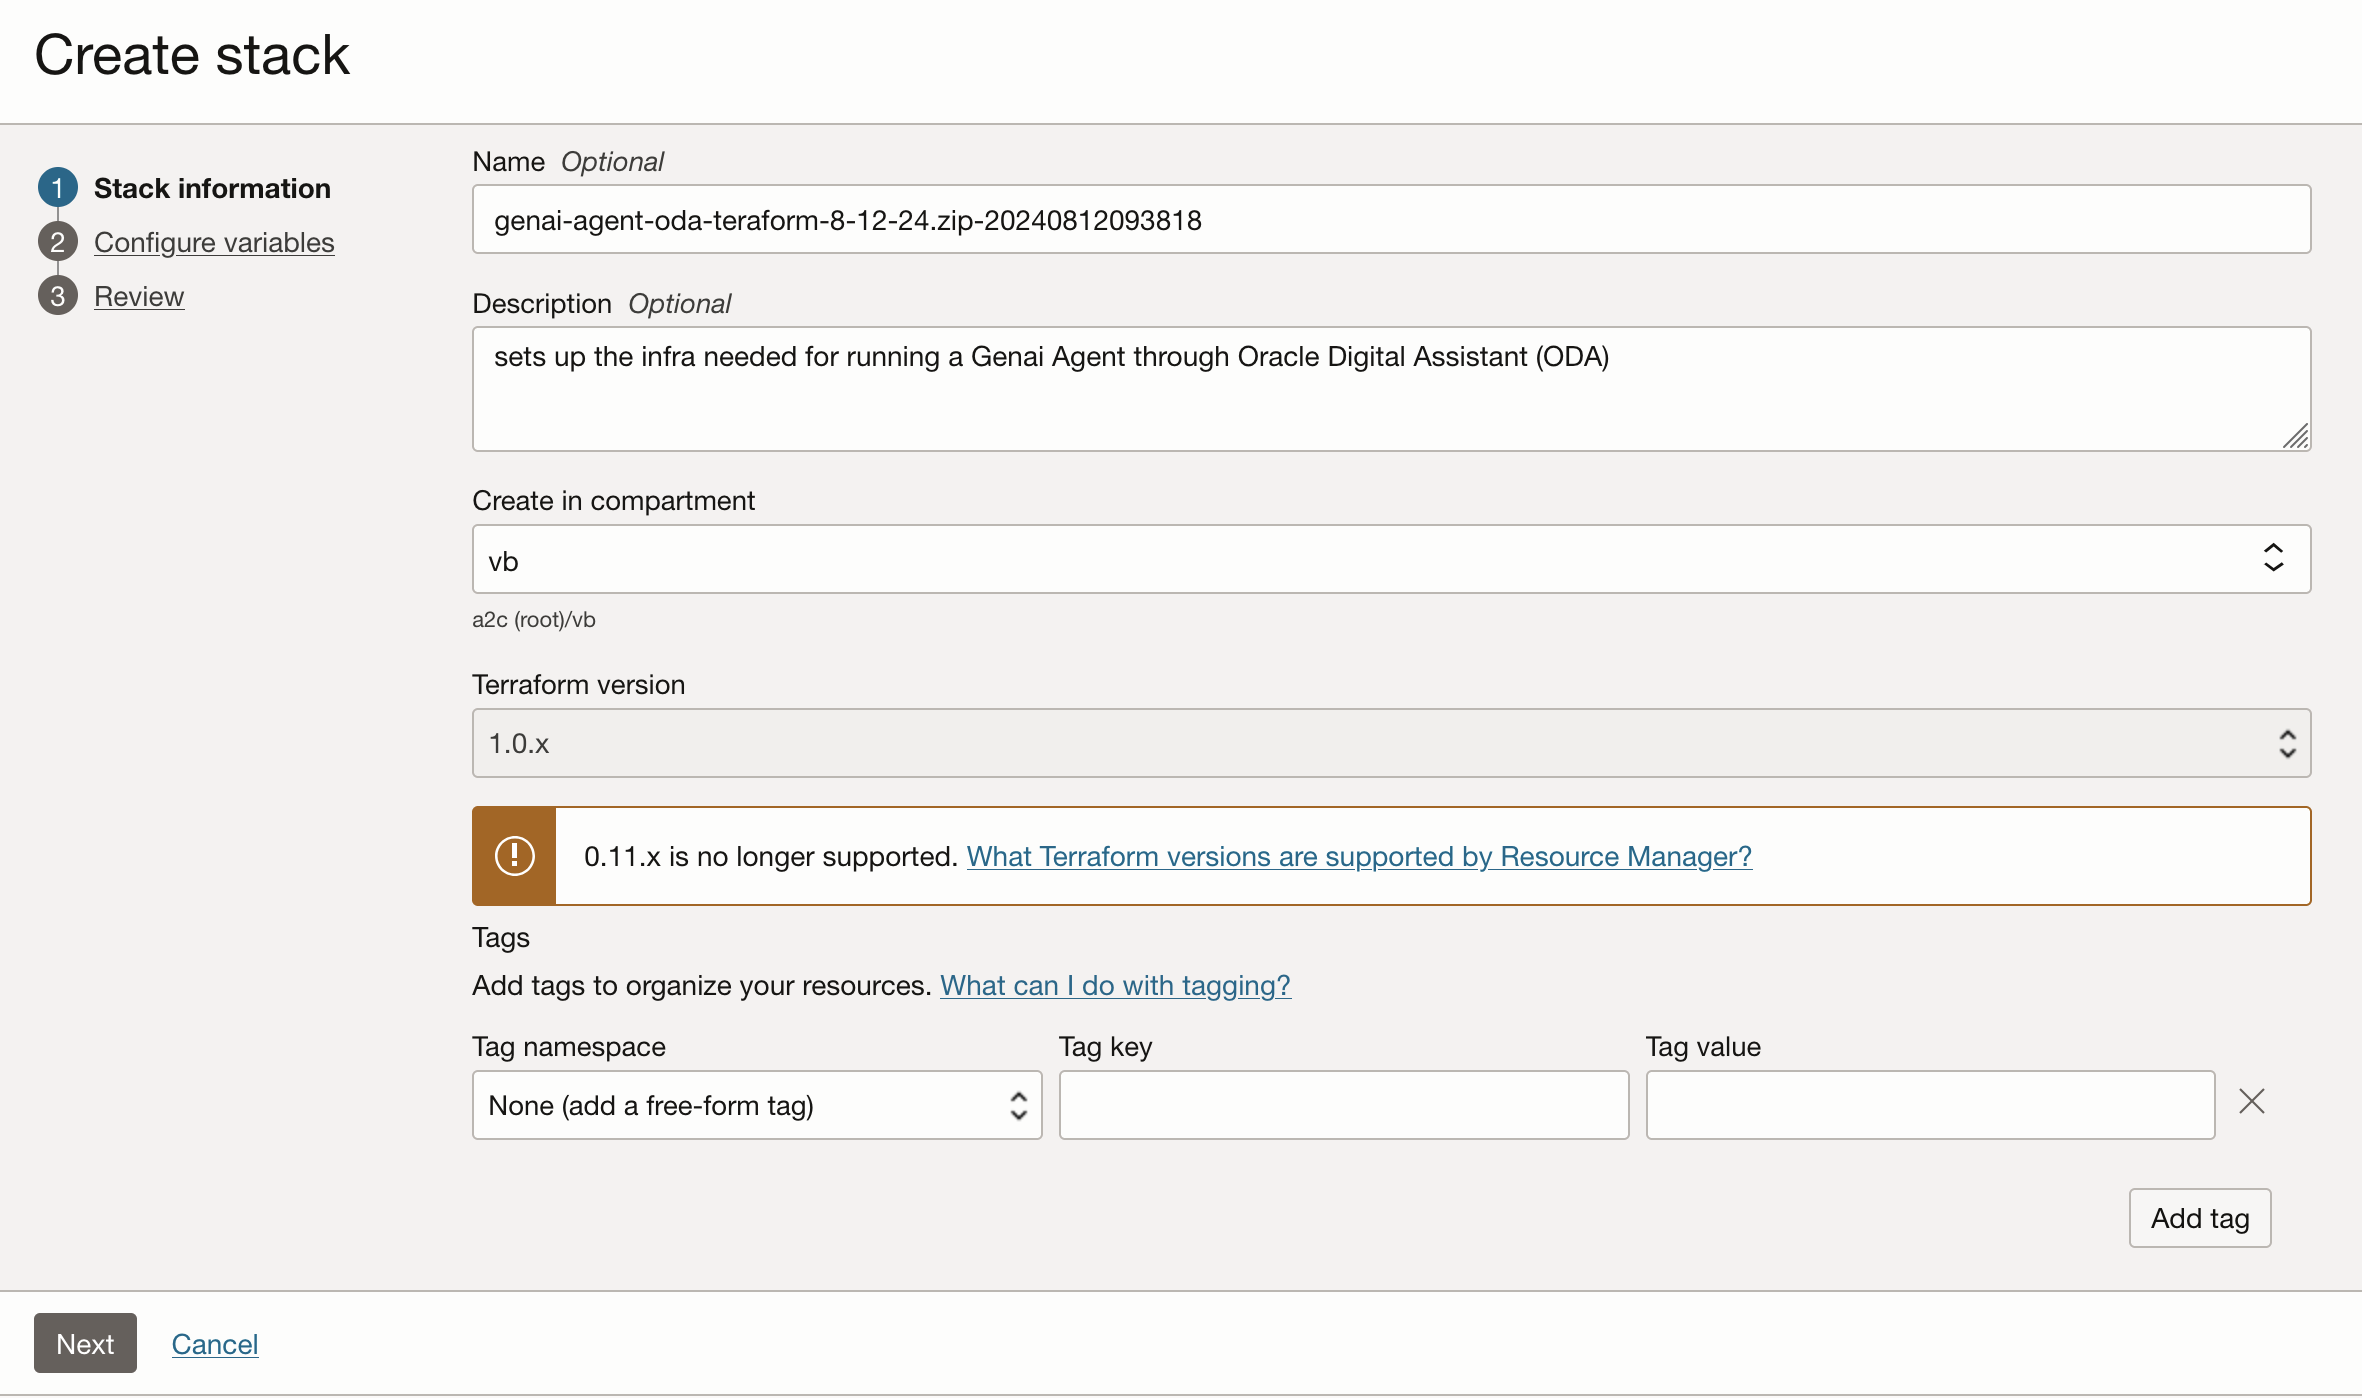 Create stack
1 Stack information
2 Configure variables
3 Review
Name Optional
genai-agent-oda-teraform-8-12-24.zip-20240812093818
Description Optional
sets up the infra needed for running a Genai Agent through Oracle Digital Assistant (ODA)
Create in compartment
vb
a2c (root)/vb
Terraform version
1.0.x
0.11.x is no longer supported. What Terraform versions are supported by Resource Manager?
Tags
Add tags to organize your resources. What can I do with tagging?
Tag namespace Tag key Tag value
None (add a free-form tag)
Add tag
Next Cancel